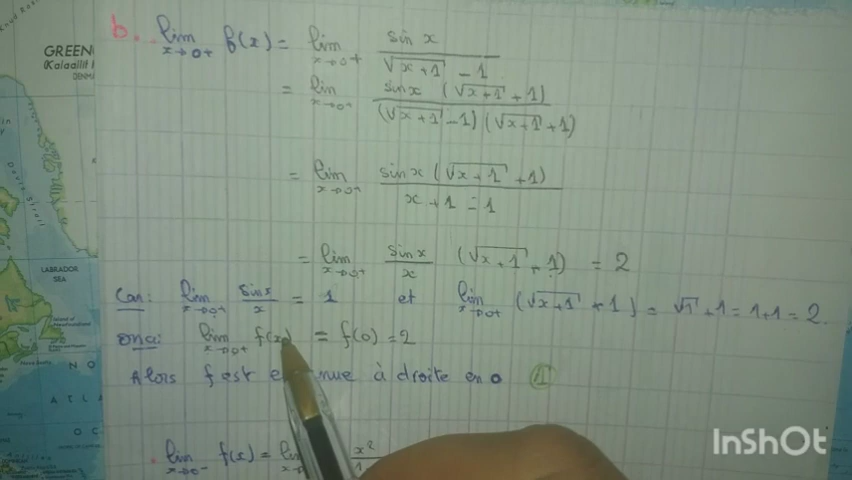 GREEN
(Kalaallit
DENM
b. lim x→0+ f(x) = lim x→0+ sin x / (√(x+1) - 1)
= lim x→0+ sin x (√(x+1) + 1) / ((√(x+1) - 1) (√(x+1) + 1))
= lim x→0+ sin x (√(x+1) + 1) / (x + 1 - 1)
= lim x→0+ sin x / x (√(x+1) + 1) = 2
LABRADOR
SEA
Car: lim x→0+ sin x / x = 1 et lim x→0+ (√(x+1) + 1) = √1 + 1 = 1+1 = 2.
ona: lim x→0+ f(x) = f(0) = 2
Alors f est nue à droite en 0 1
. lim x→0- f(x) = lim x²
InShOt